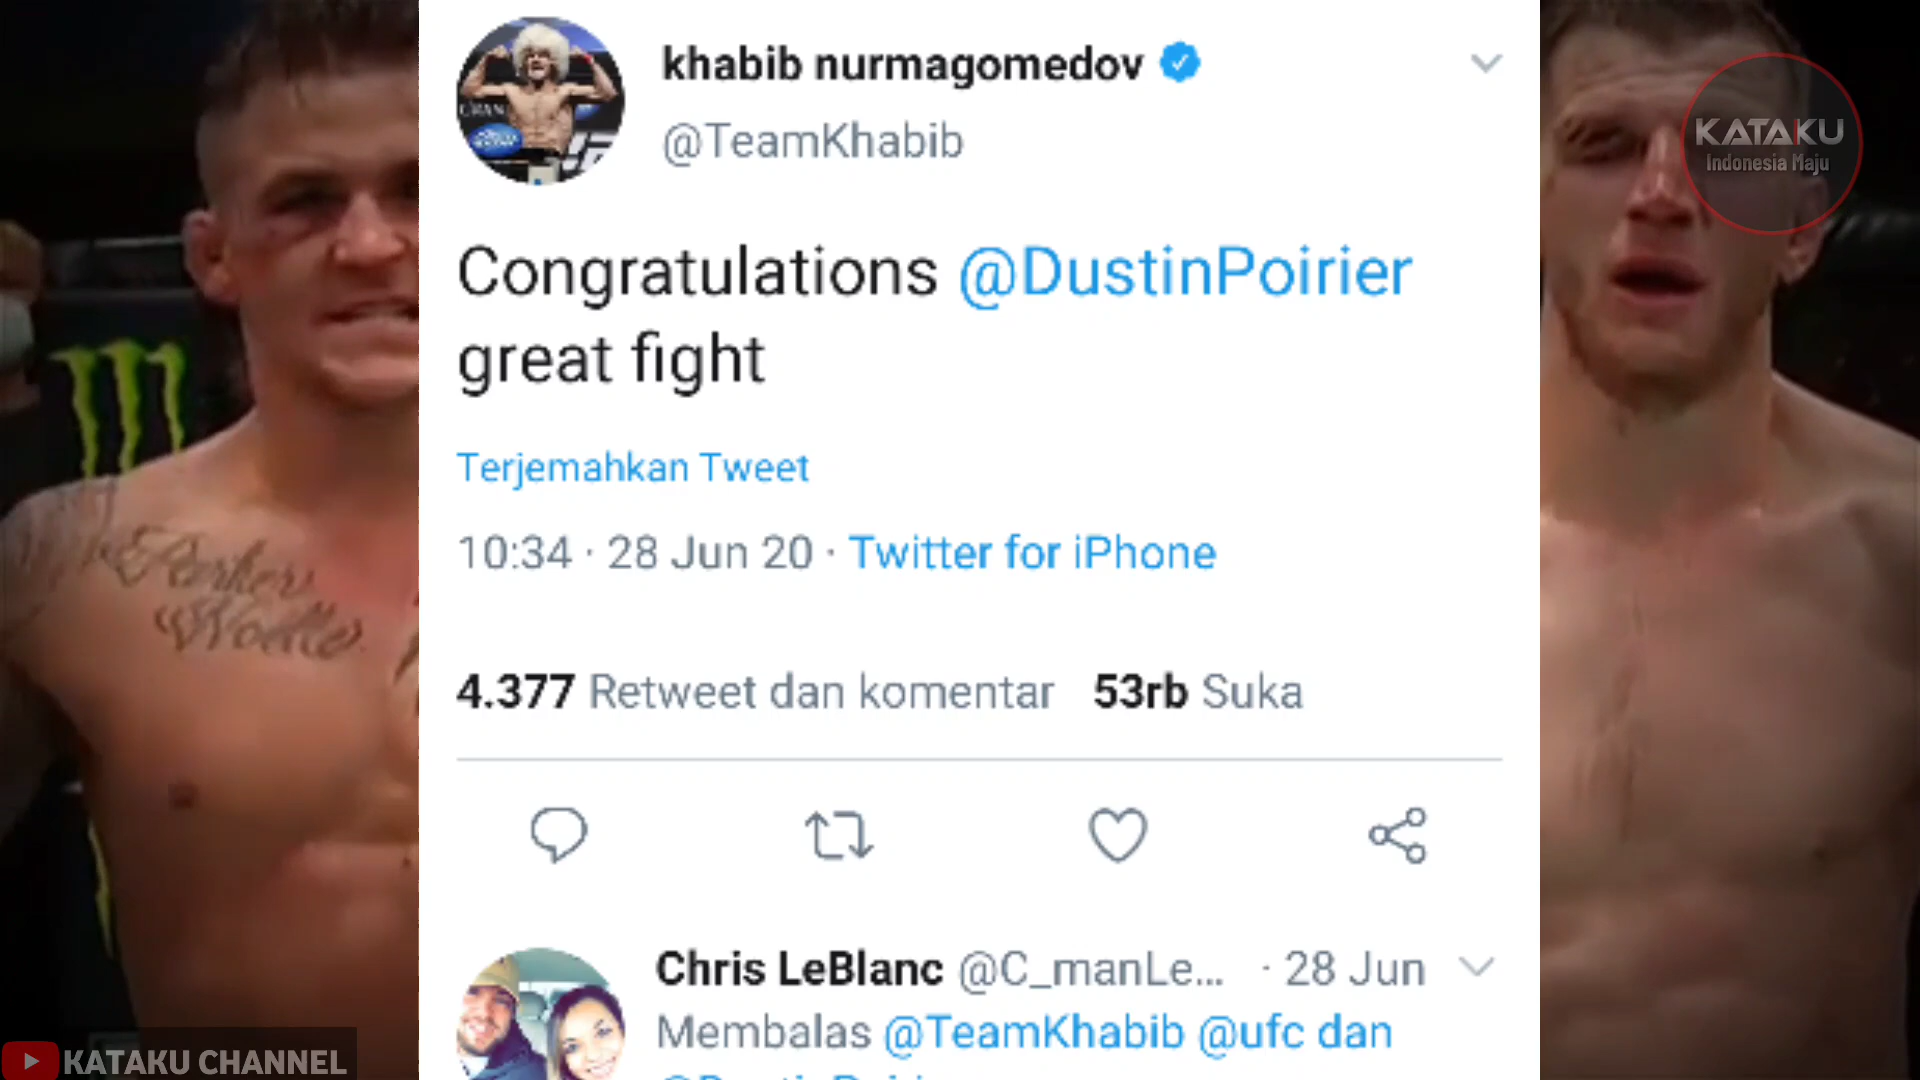 khabib nurmagomedov
@TeamKhabib
Congratulations @DustinPoirier
great fight
Terjemahkan Tweet
10:34 · 28 Jun 20 · Twitter for iPhone
4.377 Retweet dan komentar 53rb Suka
Chris LeBlanc @C_manLe... · 28 Jun
Membalas @TeamKhabib @ufc dan
KATAKU
Indonesia Maju
Parker
Noelle
KATAKU CHANNEL